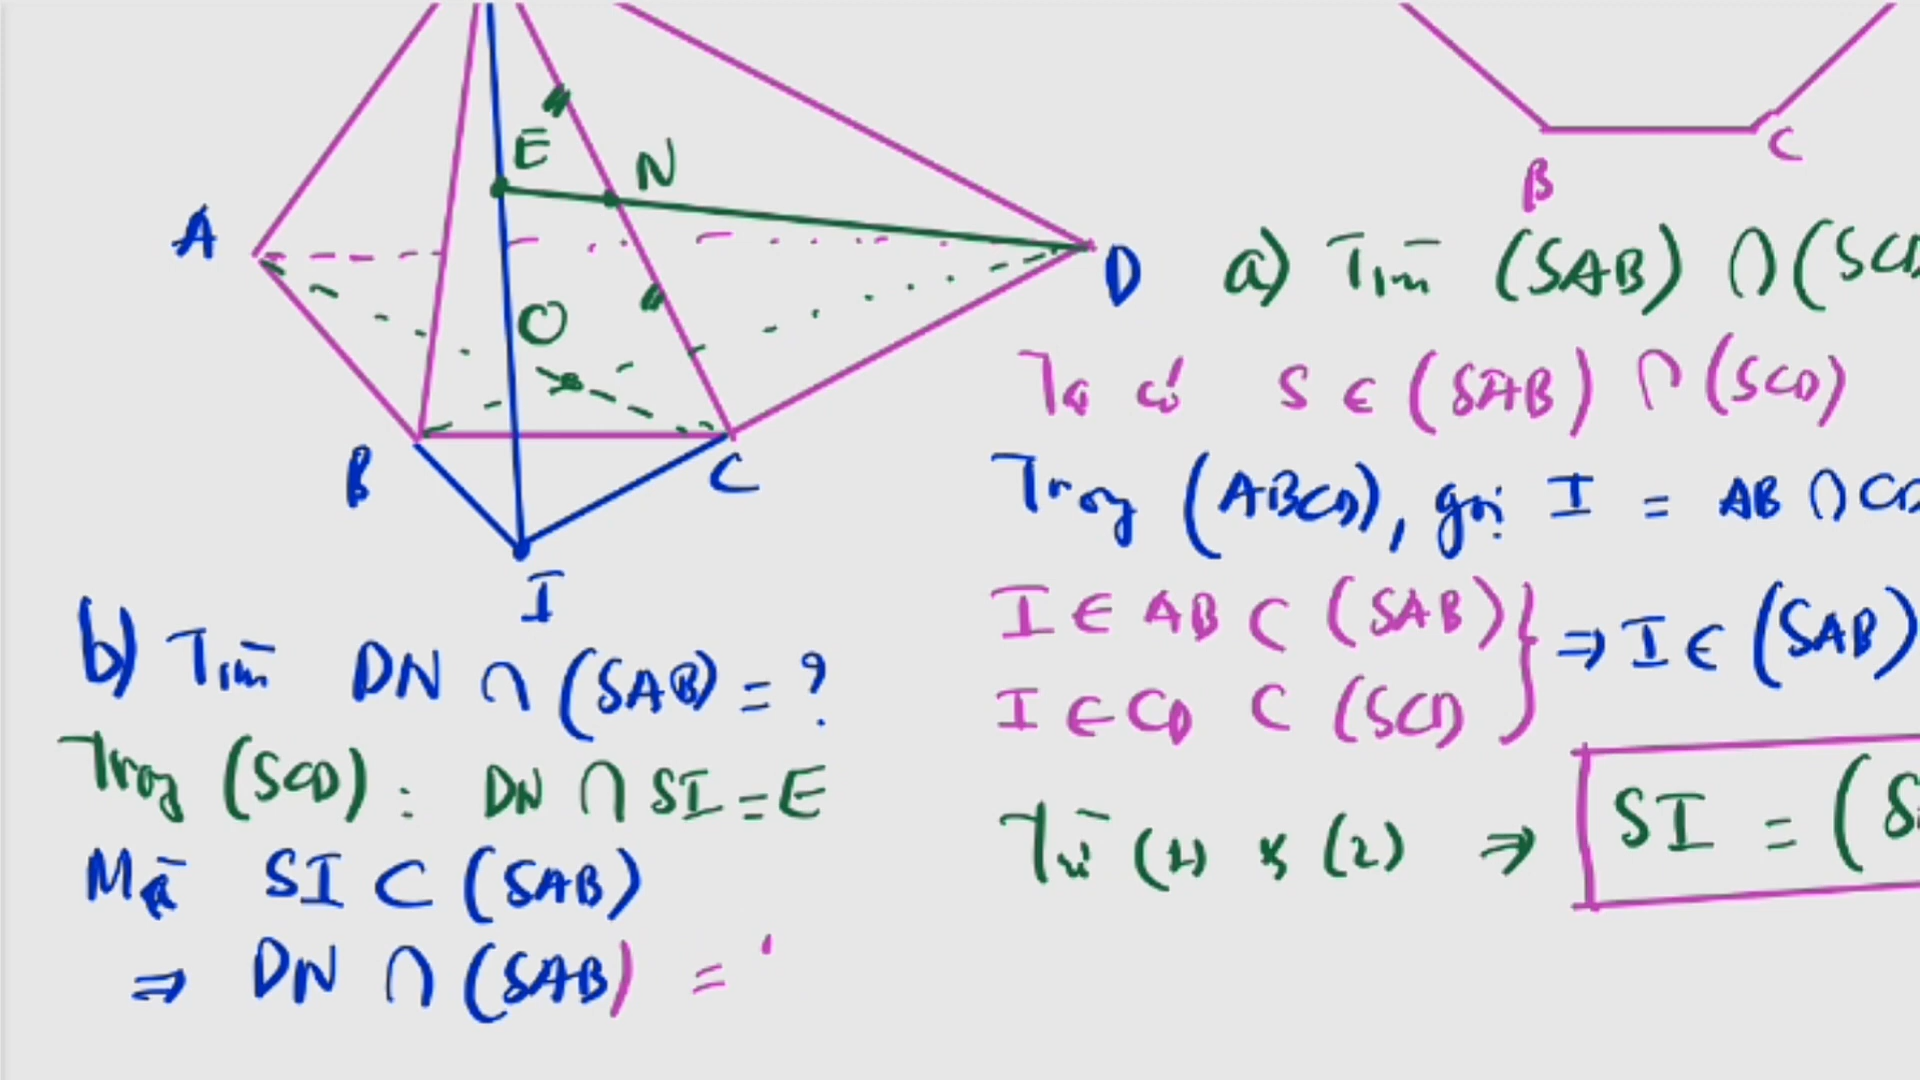 E
N
A
D
O
B
C
I
B
C
a) Tìm (SAB) ∩ (SCD
Ta có S ∈ (SAB) ∩ (SCD)
Trong (ABCD), gọi I = AB ∩ CD
I ∈ AB ⊂ (SAB) } ⇒ I ∈ (SAB)
I ∈ CD ⊂ (SCD)
Từ (1) & (2) ⇒ SI = (S
b) Tìm DN ∩ (SAB) = ?
Trong (SCD) : DN ∩ SI = E
Mà SI ⊂ (SAB)
⇒ DN ∩ (SAB) =